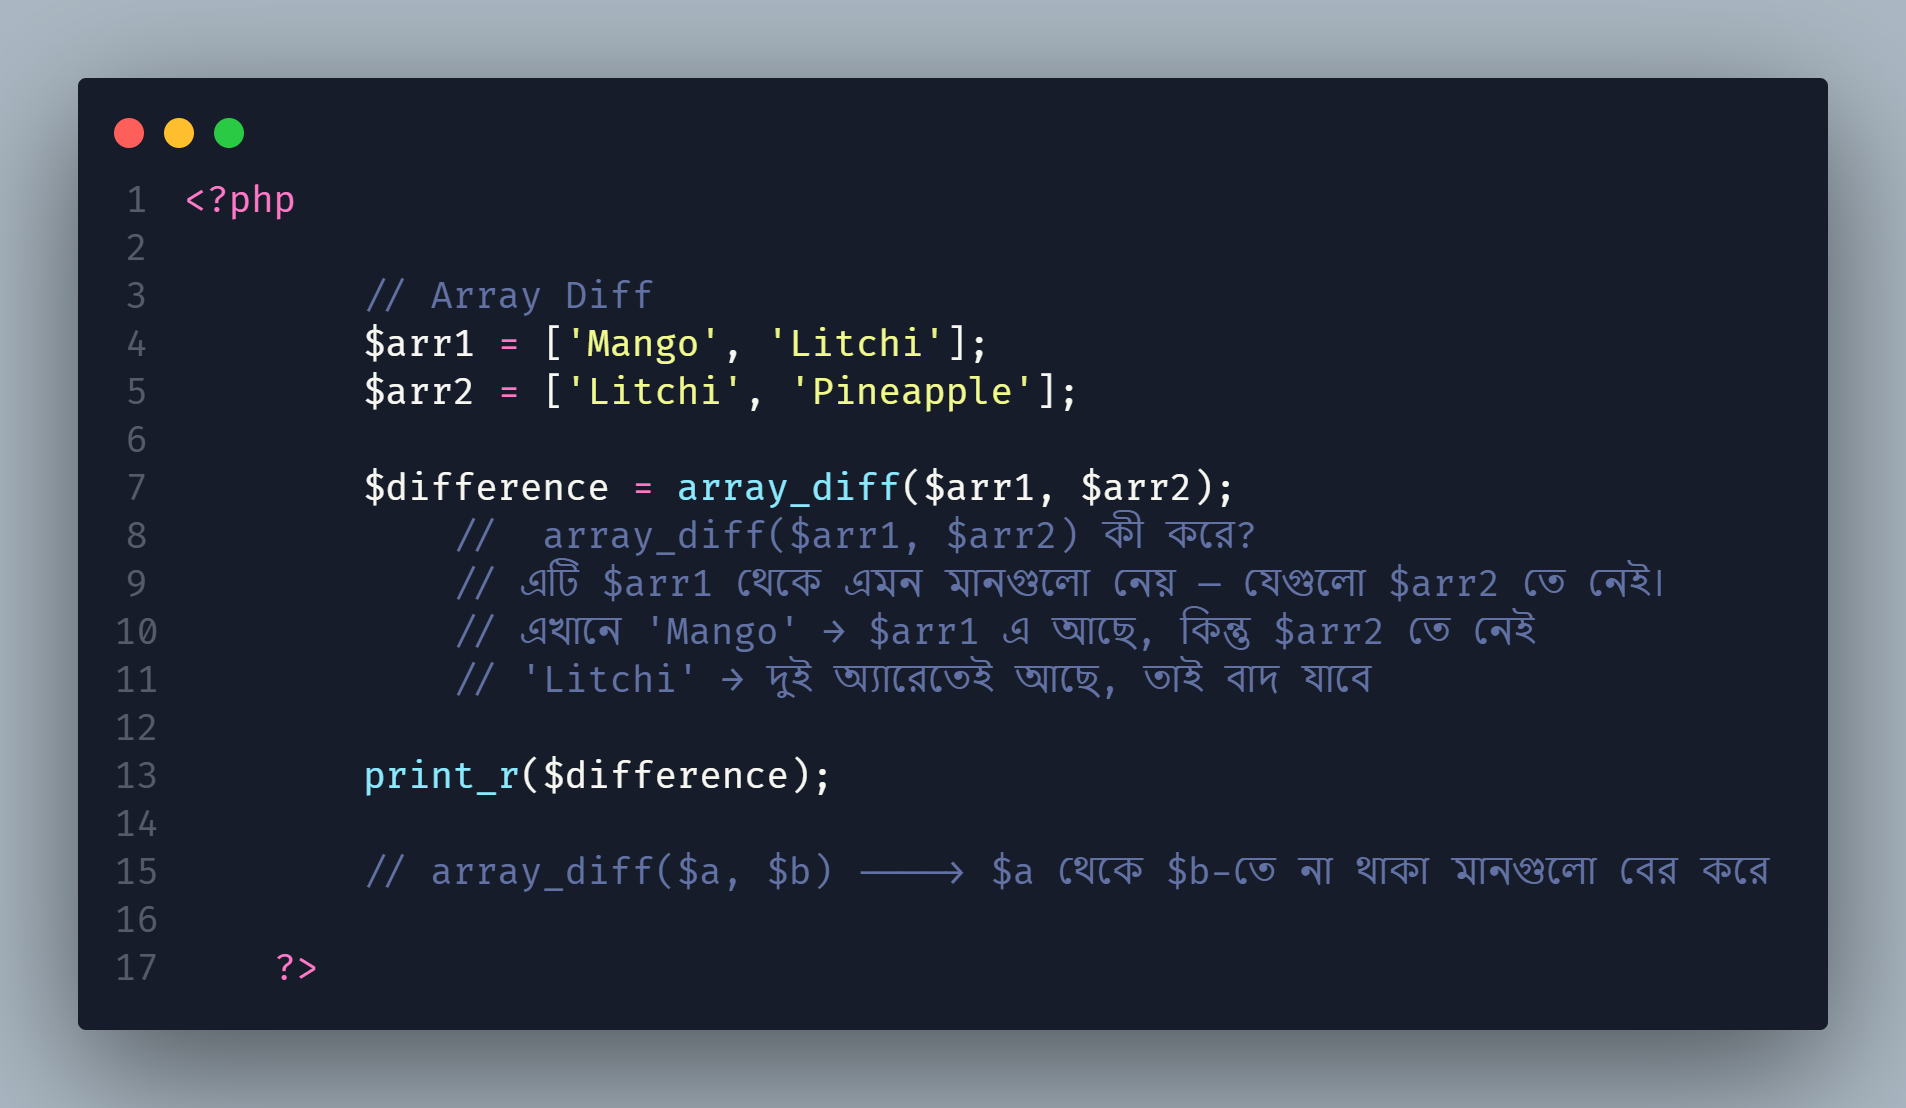 1 <?php
2
3 // Array Diff
4 $arr1 = ['Mango', 'Litchi'];
5 $arr2 = ['Litchi', 'Pineapple'];
6
7 $difference = array_diff($arr1, $arr2);
8 //  array_diff($arr1, $arr2) কী করে?
9 // এটি $arr1 থেকে এমন মানগুলো নেয় — যেগুলো $arr2 তে নেই।
10 // এখানে 'Mango' → $arr1 এ আছে, কিন্তু $arr2 তে নেই
11 // 'Litchi' → দুই অ্যারেতেই আছে, তাই বাদ যাবে
12
13 print_r($difference);
14
15 // array_diff($a, $b) ----> $a থেকে $b-তে না থাকা মানগুলো বের করে
16
17 ?>